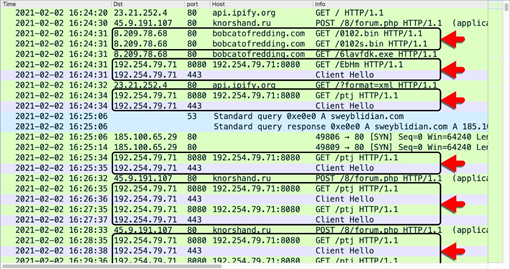 Time Dst port Host Info
2021-02-02 16:24:20 23.21.252.4 80 api.ipify.org GET / HTTP/1.1
2021-02-02 16:24:30 45.9.191.107 80 knorshand.ru POST /8/forum.php HTTP/1.1 (applica
2021-02-02 16:24:31 8.209.78.68 80 bobcatofredding.com GET /0102.bin HTTP/1.1
2021-02-02 16:24:31 8.209.78.68 80 bobcatofredding.com GET /0102s.bin HTTP/1.1
2021-02-02 16:24:31 8.209.78.68 80 bobcatofredding.com GET /6lavfdk.exe HTTP/1.1
2021-02-02 16:24:31 192.254.79.71 8080 192.254.79.71:8080 GET /EbHm HTTP/1.1
2021-02-02 16:24:31 192.254.79.71 443 Client Hello
2021-02-02 16:24:32 23.21.252.4 80 api.ipify.org GET /?format=xml HTTP/1.1
2021-02-02 16:24:34 192.254.79.71 8080 192.254.79.71:8080 GET /ptj HTTP/1.1
2021-02-02 16:24:34 192.254.79.71 443 Client Hello
2021-02-02 16:25:06 53 Standard query 0xe0e0 A sweyblidian.com
2021-02-02 16:25:06 Standard query response 0xe0e0 A sweyblidian.com A 185.10
2021-02-02 16:25:06 185.100.65.29 80 49806 → 80 [SYN] Seq=0 Win=64240 Le
2021-02-02 16:25:14 185.100.65.29 80 49809 → 80 [SYN] Seq=0 Win=64240 Le
2021-02-02 16:25:34 192.254.79.71 8080 192.254.79.71:8080 GET /ptj HTTP/1.1
2021-02-02 16:25:34 192.254.79.71 443 Client Hello
2021-02-02 16:26:32 45.9.191.107 80 knorshand.ru POST /8/forum.php HTTP/1.1 (applica
2021-02-02 16:26:35 192.254.79.71 8080 192.254.79.71:8080 GET /ptj HTTP/1.1
2021-02-02 16:26:36 192.254.79.71 443 Client Hello
2021-02-02 16:27:35 192.254.79.71 8080 192.254.79.71:8080 GET /ptj HTTP/1.1
2021-02-02 16:27:37 192.254.79.71 443 Client Hello
2021-02-02 16:28:33 45.9.191.107 80 knorshand.ru POST /8/forum.php HTTP/1.1 (applica
2021-02-02 16:28:35 192.254.79.71 8080 192.254.79.71:8080 GET /ptj HTTP/1.1
2021-02-02 16:28:38 192.254.79.71 443 Client Hello
2021-02-02 16:29:36 192.254.79.71 8080 192.254.79.71:8080 GET /ptj HTTP/1.1